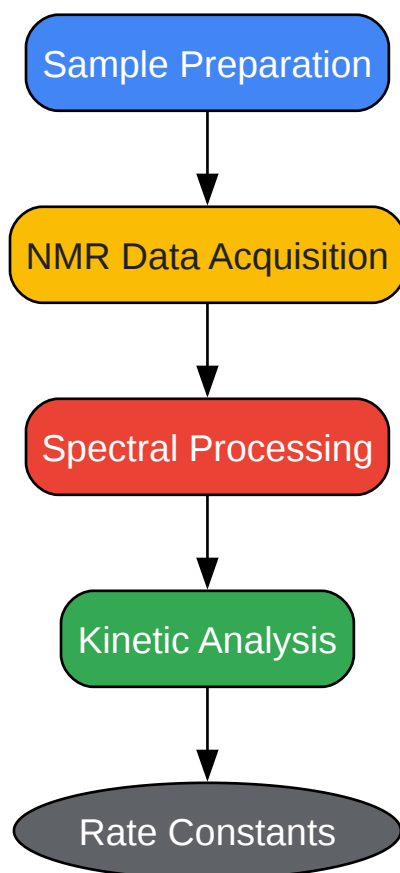 Sample Preparation
NMR Data Acquisition
Spectral Processing
Kinetic Analysis
Rate Constants